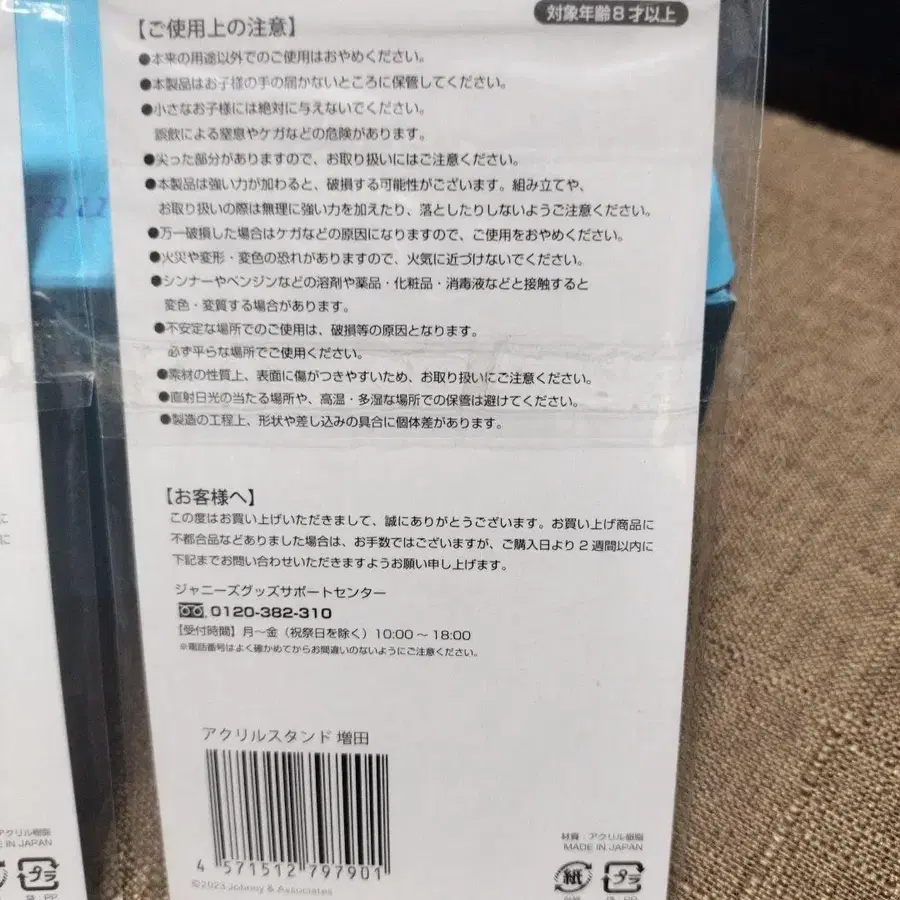 対象年齢8才以上
【ご使用上の注意】
●本来の用途以外でのご使用はおやめください。
●本製品はお子様の手の届かないところに保管してください。
●小さなお子様には絶対に与えないでください。
誤飲による窒息やケガなどの危険があります。
●尖った部分がありますので、お取り扱いにはご注意ください。
●本製品は強い力が加わると、破損する可能性がございます。組み立てや、
お取り扱いの際は無理に強い力を加えたり、落としたりしないようご注意ください。
●万一破損した場合はケガなどの原因になりますので、ご使用をおやめください。
●火災や変形・変色の恐れがありますので、火気に近づけないでください。
●シンナーやベンジンなどの溶剤や薬品・化粧品・消毒液などと接触すると
変色・変質する場合があります。
●不安定な場所でのご使用は、破損等の原因となります。
必ず平らな場所でご使用ください。
●素材の性質上、表面に傷がつきやすいため、お取り扱いにご注意ください。
●直射日光の当たる場所や、高温・多湿な場所での保管は避けてください。
●製造の工程上、形状や差し込みの具合に個体差があります。
【お客様へ】
この度はお買い上げいただきまして、誠にありがとうございます。お買い上げ商品に
不都合品などありました場合は、お手数ではございますが、ご購入日より2週間以内に
下記までお問い合わせいただきますようお願い申し上げます。
ジャニーズグッズサポートセンター
0120-382-310
【受付時間】月〜金（祝祭日を除く）10:00〜18:00
※電話番号はよく確かめてからお間違いのないようにご注意ください。
アクリルスタンド 増田
4 571512 797901
©2023 Johnny & Associates
材質：アクリル樹脂
MADE IN JAPAN
紙
プラ
アクリル樹脂
E IN JAPAN
プラ